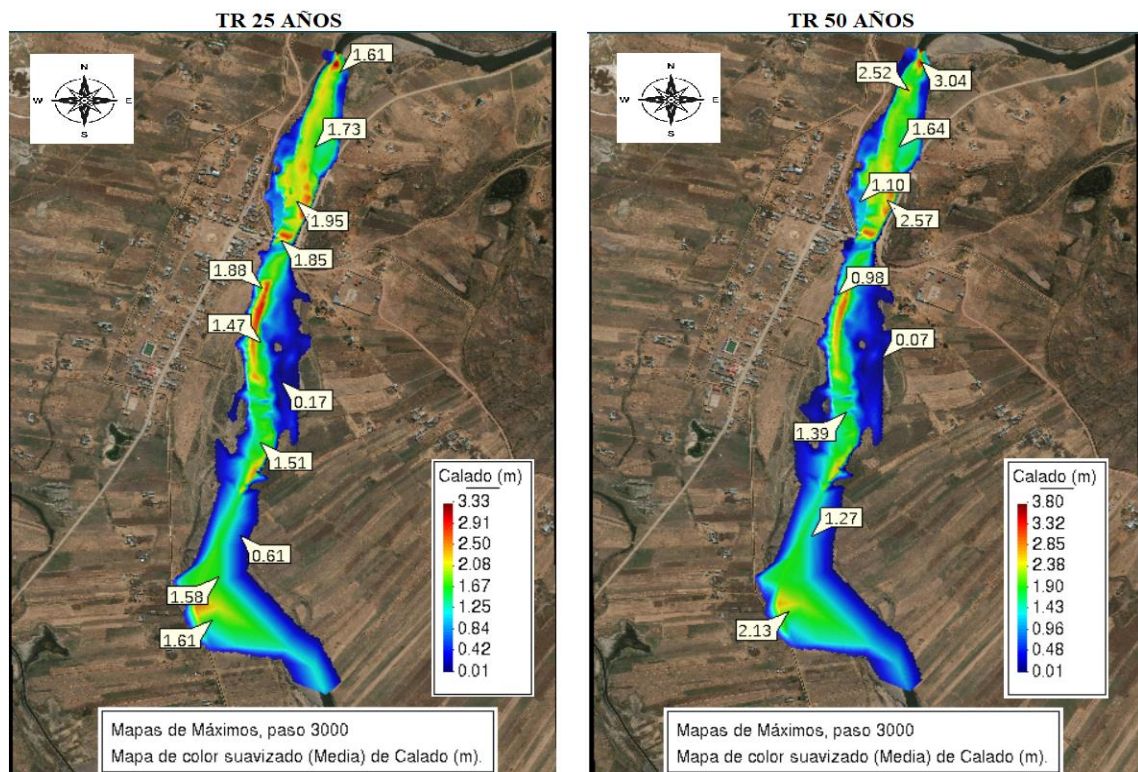 TR 25 AÑOS
N
W E
S
1.61
1.73
1.95
1.85
1.88
1.47
0.17
1.51
0.61
1.58
1.61
Calado (m)
3.33
2.91
2.50
2.08
1.67
1.25
0.84
0.42
0.01
Mapas de Máximos, paso 3000
Mapa de color suavizado (Media) de Calado (m).
TR 50 AÑOS
N
W E
S
2.52
3.04
1.64
1.10
2.57
0.98
0.07
1.39
1.27
2.13
Calado (m)
3.80
3.32
2.85
2.38
1.90
1.43
0.96
0.48
0.01
Mapas de Máximos, paso 3000
Mapa de color suavizado (Media) de Calado (m).